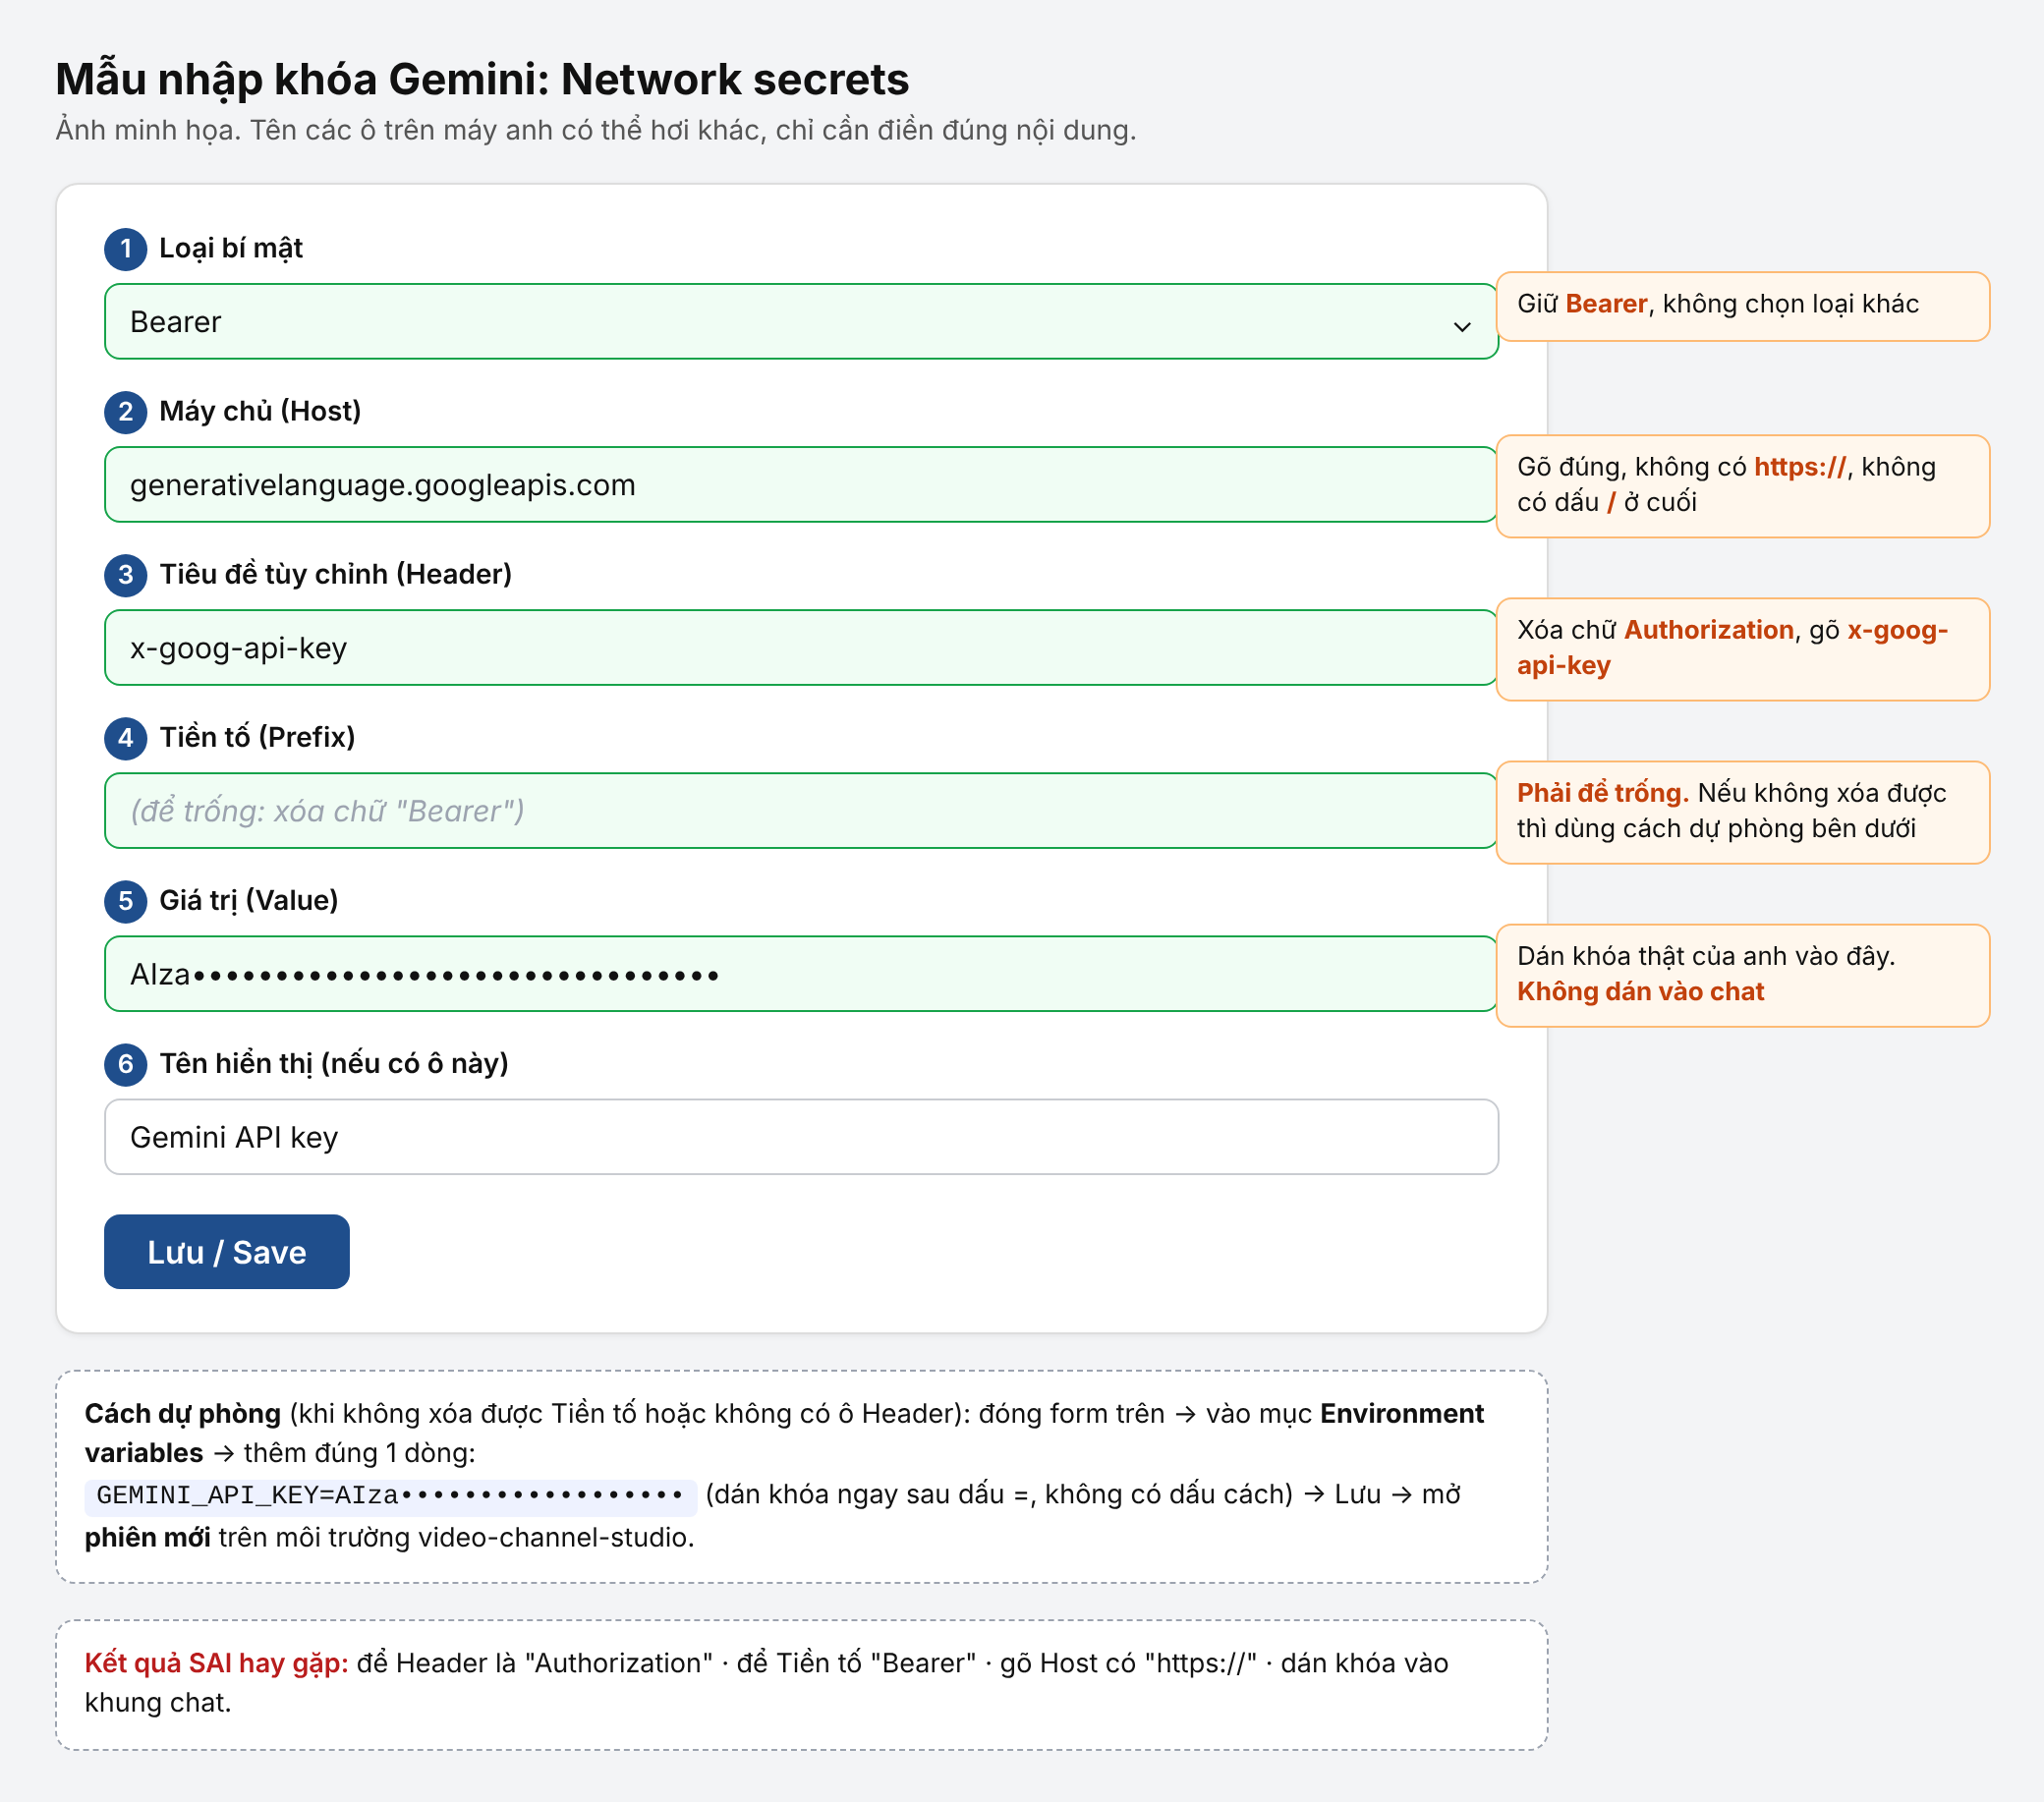 Mẫu nhập khóa Gemini: Network secrets
Ảnh minh họa. Tên các ô trên máy anh có thể hơi khác, chỉ cần điền đúng nội dung.
1 Loại bí mật
Bearer
Giữ Bearer, không chọn loại khác
2 Máy chủ (Host)
generativelanguage.googleapis.com
Gõ đúng, không có https://, không
có dấu / ở cuối
3 Tiêu đề tùy chỉnh (Header)
x-goog-api-key
Xóa chữ Authorization, gõ x-goog-
api-key
4 Tiền tố (Prefix)
(để trống: xóa chữ "Bearer")
Phải để trống. Nếu không xóa được
thì dùng cách dự phòng bên dưới
5 Giá trị (Value)
AIza••••••••••••••••••••••••••••••••
Dán khóa thật của anh vào đây.
Không dán vào chat
6 Tên hiển thị (nếu có ô này)
Gemini API key
Lưu / Save
Cách dự phòng (khi không xóa được Tiền tố hoặc không có ô Header): đóng form trên → vào mục Environment
variables → thêm đúng 1 dòng:
GEMINI_API_KEY=AIza•••••••••••••••••• (dán khóa ngay sau dấu =, không có dấu cách) → Lưu → mở
phiên mới trên môi trường video-channel-studio.
Kết quả SAI hay gặp: để Header là "Authorization" · để Tiền tố "Bearer" · gõ Host có "https://" · dán khóa vào
khung chat.